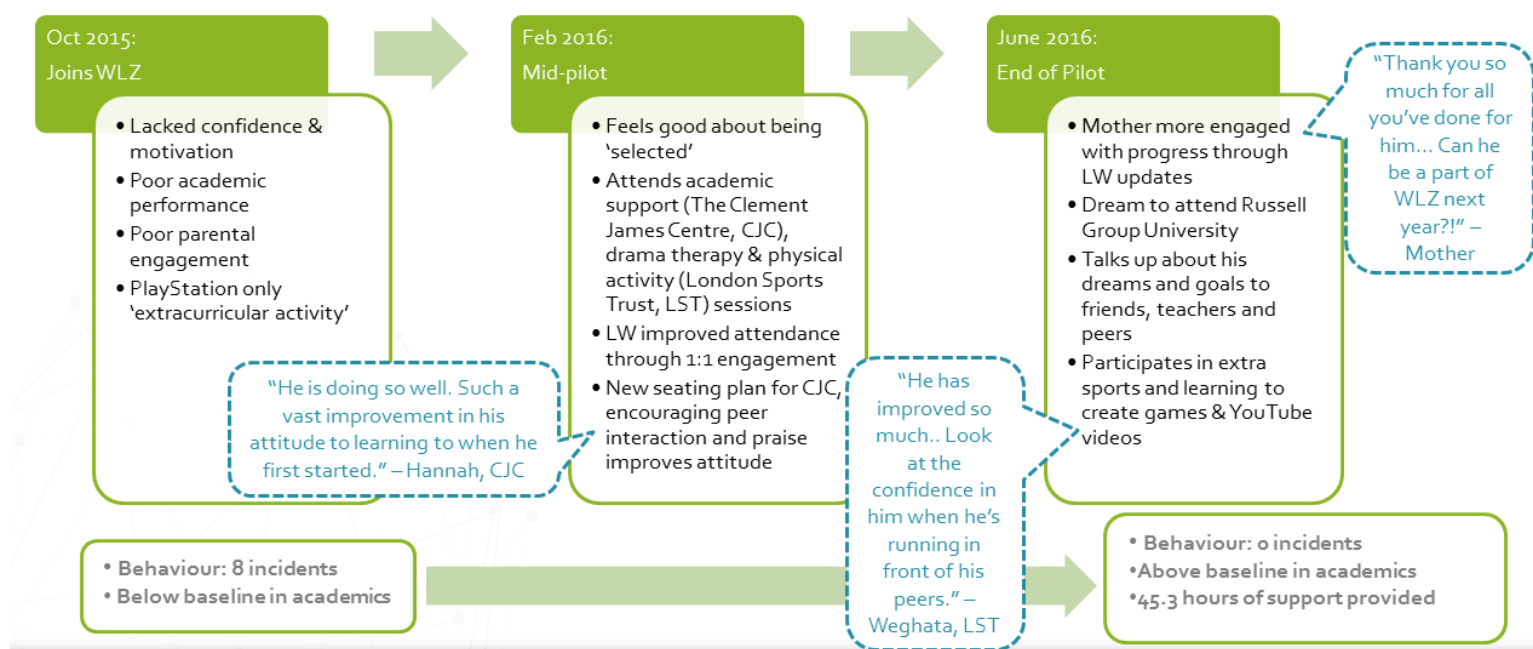 Oct 2015:
Joins WLZ
• Lacked confidence &
motivation
• Poor academic
performance
• Poor parental
engagement
• PlayStation only
‘extracurricular activity’
Feb 2016:
Mid-pilot
• Feels good about being
‘selected’
• Attends academic
support (The Clement
James Centre, CJC),
drama therapy & physical
activity (London Sports
Trust, LST) sessions
• LW improved attendance
through 1:1 engagement
• New seating plan for CJC,
encouraging peer
interaction and praise
improves attitude
“He is doing so well. Such a
vast improvement in his
attitude to learning to when he
first started.” – Hannah, CJC
June 2016:
End of Pilot
• Mother more engaged
with progress through
LW updates
• Dream to attend Russell
Group University
• Talks up about his
dreams and goals to
friends, teachers and
peers
• Participates in extra
sports and learning to
create games & YouTube
videos
“Thank you so
much for all
you’ve done for
him... Can he
be a part of
WLZ next
year?!” –
Mother
“He has
improved so
much.. Look
at the
confidence in
him when he’s
running in
front of his
peers.” –
Weghata, LST
• Behaviour: 8 incidents
• Below baseline in academics
• Behaviour: 0 incidents
•Above baseline in academics
•45.3 hours of support provided